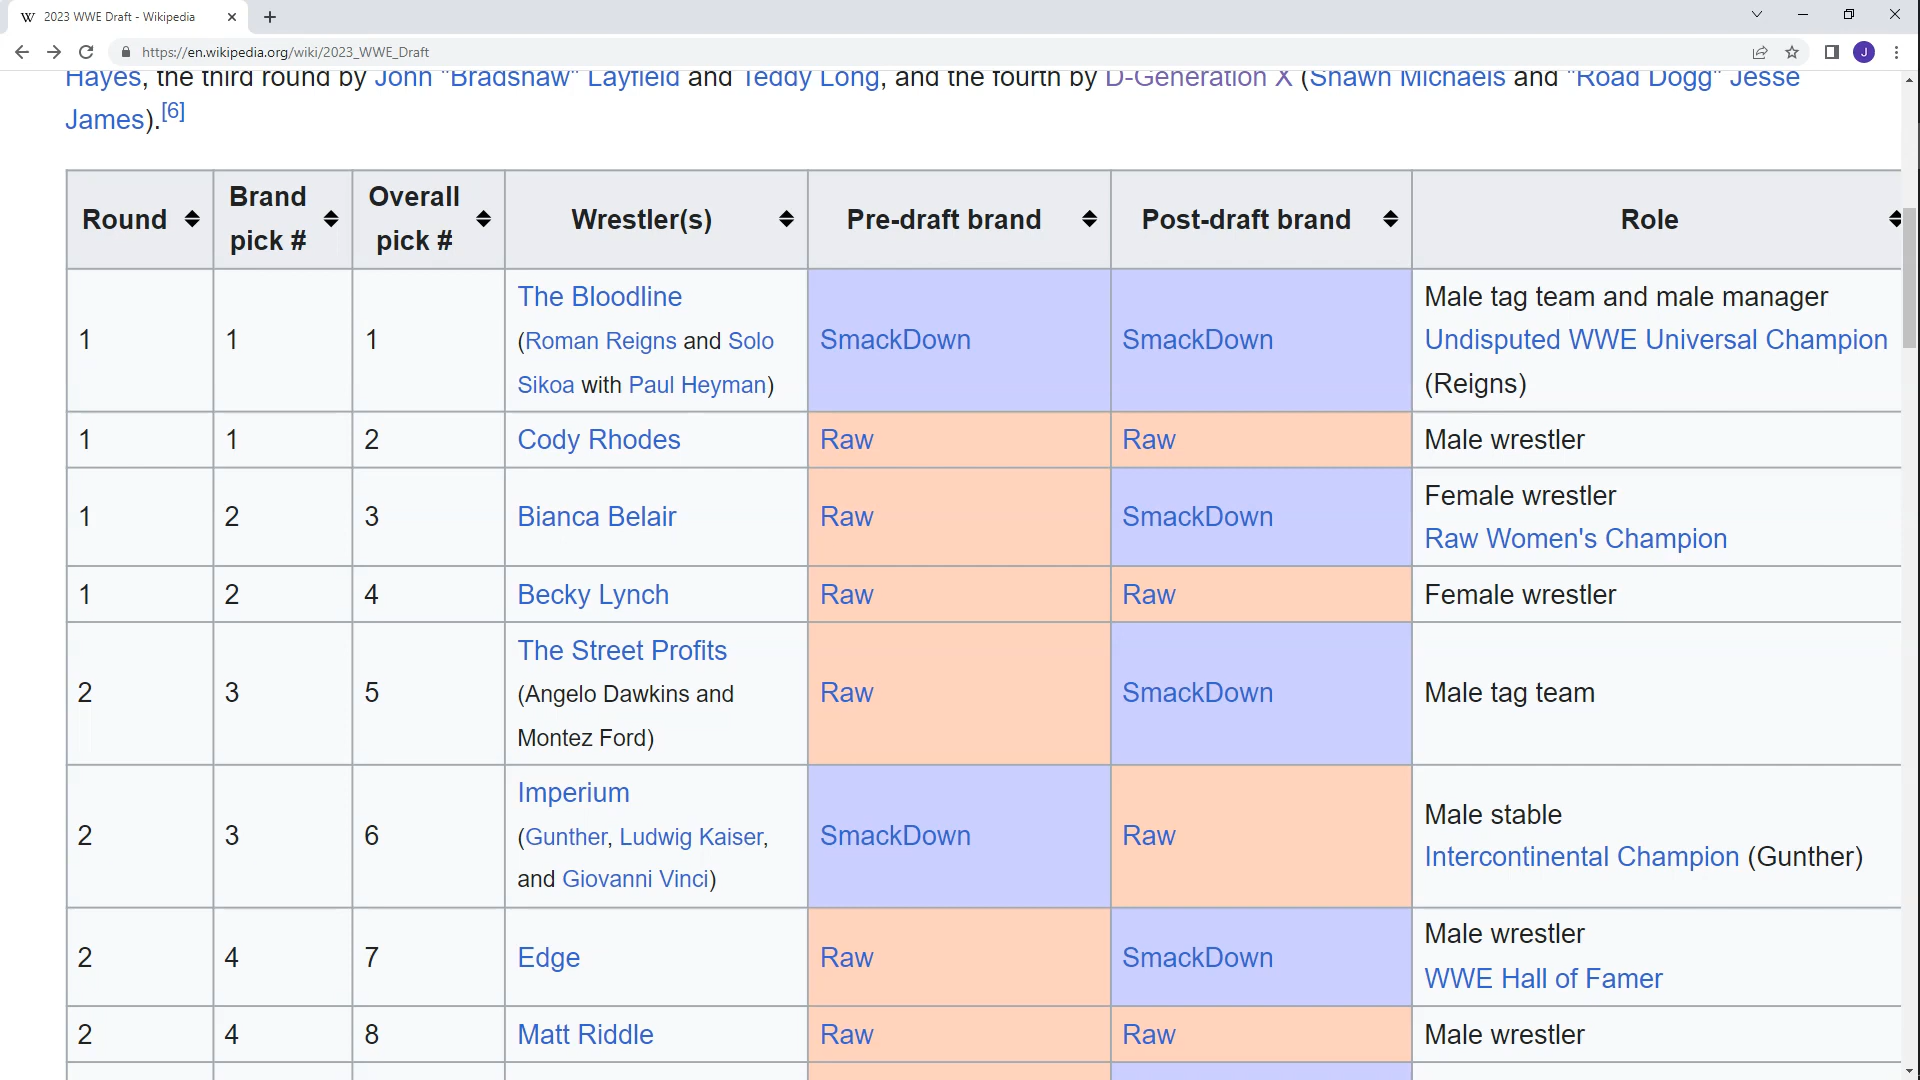 2023 WWE Draft - Wikipedia
https://en.wikipedia.org/wiki/2023_WWE_Draft
J
Hayes, the third round by John "Bradshaw" Layfield and Teddy Long, and the fourth by D-Generation X (Shawn Michaels and "Road Dogg" Jesse
James).[6]
Round
Brand
pick #
Overall
pick #
Wrestler(s)
Pre-draft brand
Post-draft brand
Role
1
1
1
The Bloodline
(Roman Reigns and Solo
Sikoa with Paul Heyman)
SmackDown
SmackDown
Male tag team and male manager
Undisputed WWE Universal Champion
(Reigns)
1
1
2
Cody Rhodes
Raw
Raw
Male wrestler
1
2
3
Bianca Belair
Raw
SmackDown
Female wrestler
Raw Women's Champion
1
2
4
Becky Lynch
Raw
Raw
Female wrestler
2
3
5
The Street Profits
(Angelo Dawkins and
Montez Ford)
Raw
SmackDown
Male tag team
2
3
6
Imperium
(Gunther, Ludwig Kaiser,
and Giovanni Vinci)
SmackDown
Raw
Male stable
Intercontinental Champion (Gunther)
2
4
7
Edge
Raw
SmackDown
Male wrestler
WWE Hall of Famer
2
4
8
Matt Riddle
Raw
Raw
Male wrestler